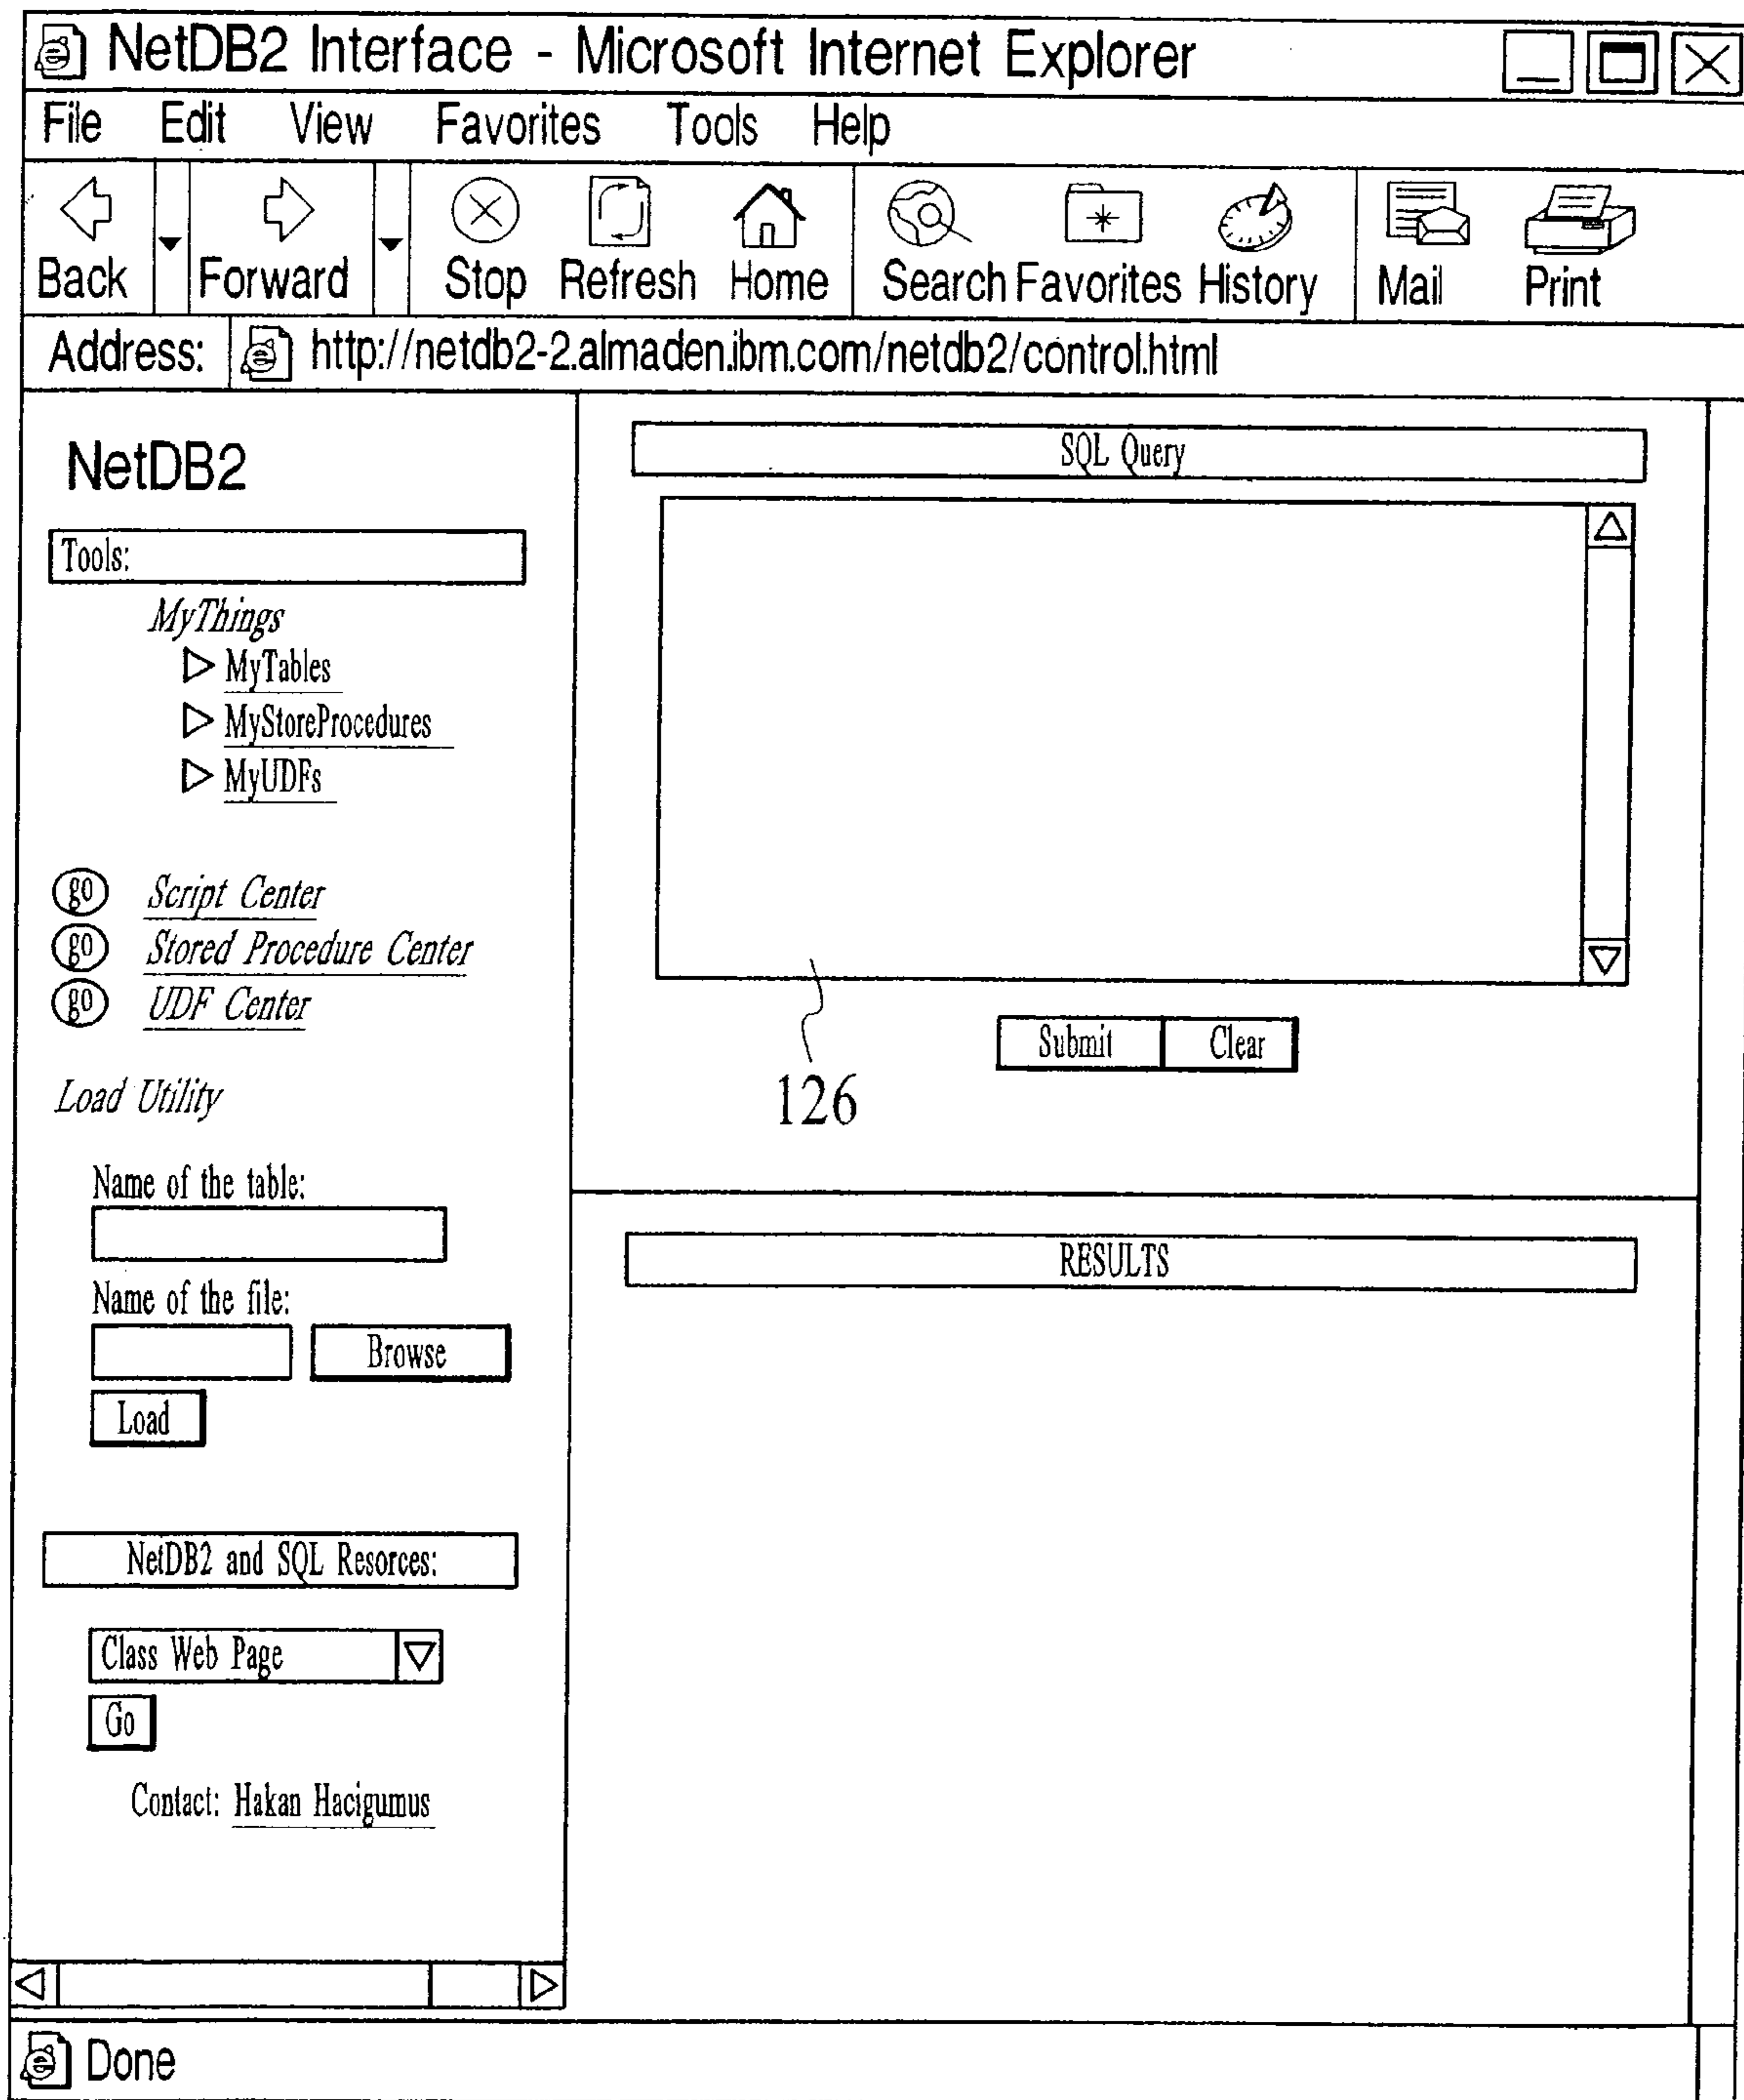 NetDB2 Interface - Microsoft Internet Explorer
File Edit View Favorites Tools Help
Back Forward Stop Refresh Home Search Favorites History Mail Print
Address: http://netdb2-2.almaden.ibm.com/netdb2/control.html
NetDB2
Tools:
MyThings
MyTables
MyStoreProcedures
MyUDFs
go Script Center
go Stored Procedure Center
go UDF Center
Load Utility
Name of the table:
Name of the file:
Browse
Load
NetDB2 and SQL Resorces:
Class Web Page
Go
Contact: Hakan Hacigumus
SQL Query
Submit Clear
126
RESULTS
Done